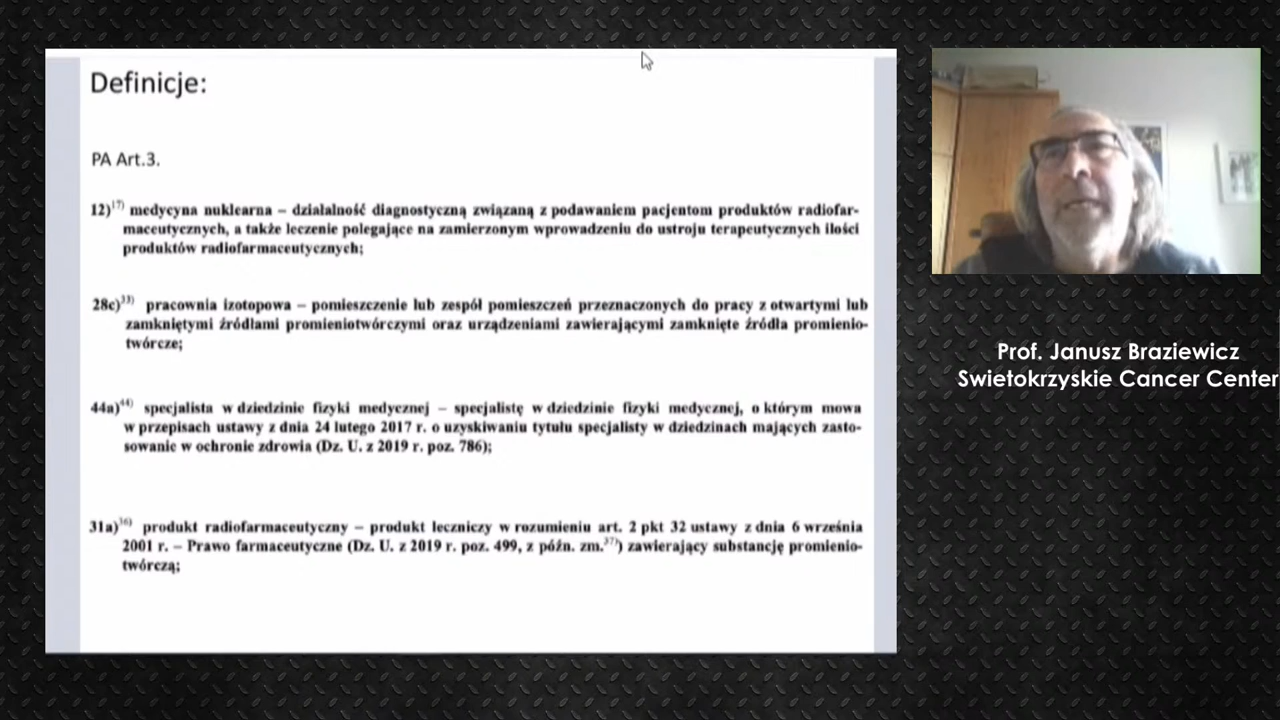 Definicje:
PA Art.3.
12)17) medycyna nuklearna – działalność diagnostyczną związaną z podawaniem pacjentom produktów radiofar-
maceutycznych, a także leczenie polegające na zamierzonym wprowadzeniu do ustroju terapeutycznych ilości
produktów radiofarmaceutycznych;
28c)33) pracownia izotopowa – pomieszczenie lub zespół pomieszczeń przeznaczonych do pracy z otwartymi lub
zamkniętymi źródłami promieniotwórczymi oraz urządzeniami zawierającymi zamknięte źródła promienio-
twórcze;
44a)44) specjalista w dziedzinie fizyki medycznej – specjalistę w dziedzinie fizyki medycznej, o którym mowa
w przepisach ustawy z dnia 24 lutego 2017 r. o uzyskiwaniu tytułu specjalisty w dziedzinach mających zasto-
sowanie w ochronie zdrowia (Dz. U. z 2019 r. poz. 786);
31a)36) produkt radiofarmaceutyczny – produkt leczniczy w rozumieniu art. 2 pkt 32 ustawy z dnia 6 września
2001 r. – Prawo farmaceutyczne (Dz. U. z 2019 r. poz. 499, z późn. zm.37)) zawierający substancję promienio-
twórczą;
Prof. Janusz Braziewicz
Swietokrzyskie Cancer Center